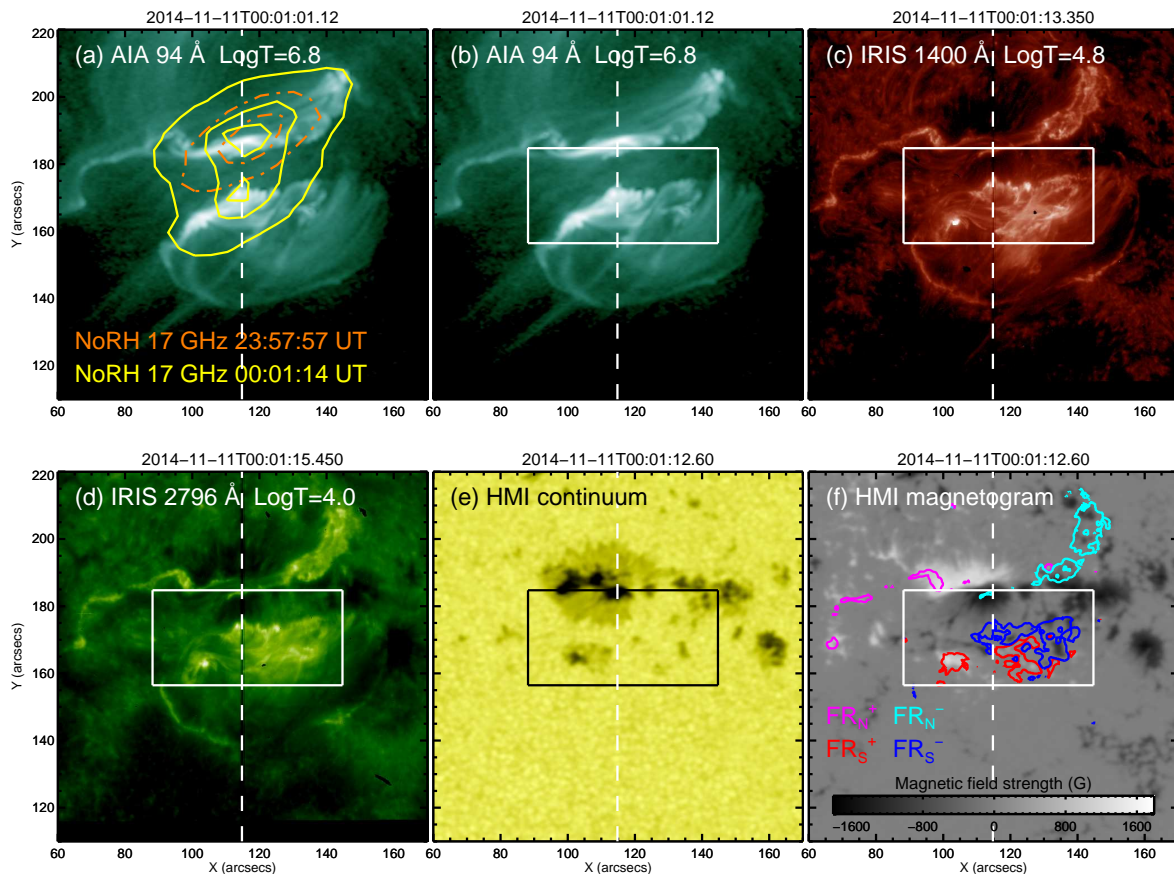 2014-11-11T00:01:01.12
2014-11-11T00:01:01.12
2014-11-11T00:01:13.350
(a) AIA 94 Å LogT=6.8
(b) AIA 94 Å LogT=6.8
(c) IRIS 1400 Å LogT=4.8
220
200
180
160
140
120
Y (arcsecs)
NoRH 17 GHz 23:57:57 UT
NoRH 17 GHz 00:01:14 UT
60 80 100 120 140 160
60 80 100 120 140 160
60 80 100 120 140 160
2014-11-11T00:01:15.450
2014-11-11T00:01:12.60
2014-11-11T00:01:12.60
(d) IRIS 2796 Å LogT=4.0
(e) HMI continuum
(f) HMI magnetogram
220
200
180
160
140
120
Y (arcsecs)
FR_N^+ FR_N^-
FR_S^+ FR_S^-
Magnetic field strength (G)
-1600 -800 0 800 1600
60 80 100 120 140 160
60 80 100 120 140 160
60 80 100 120 140 160
X (arcsecs)
X (arcsecs)
X (arcsecs)